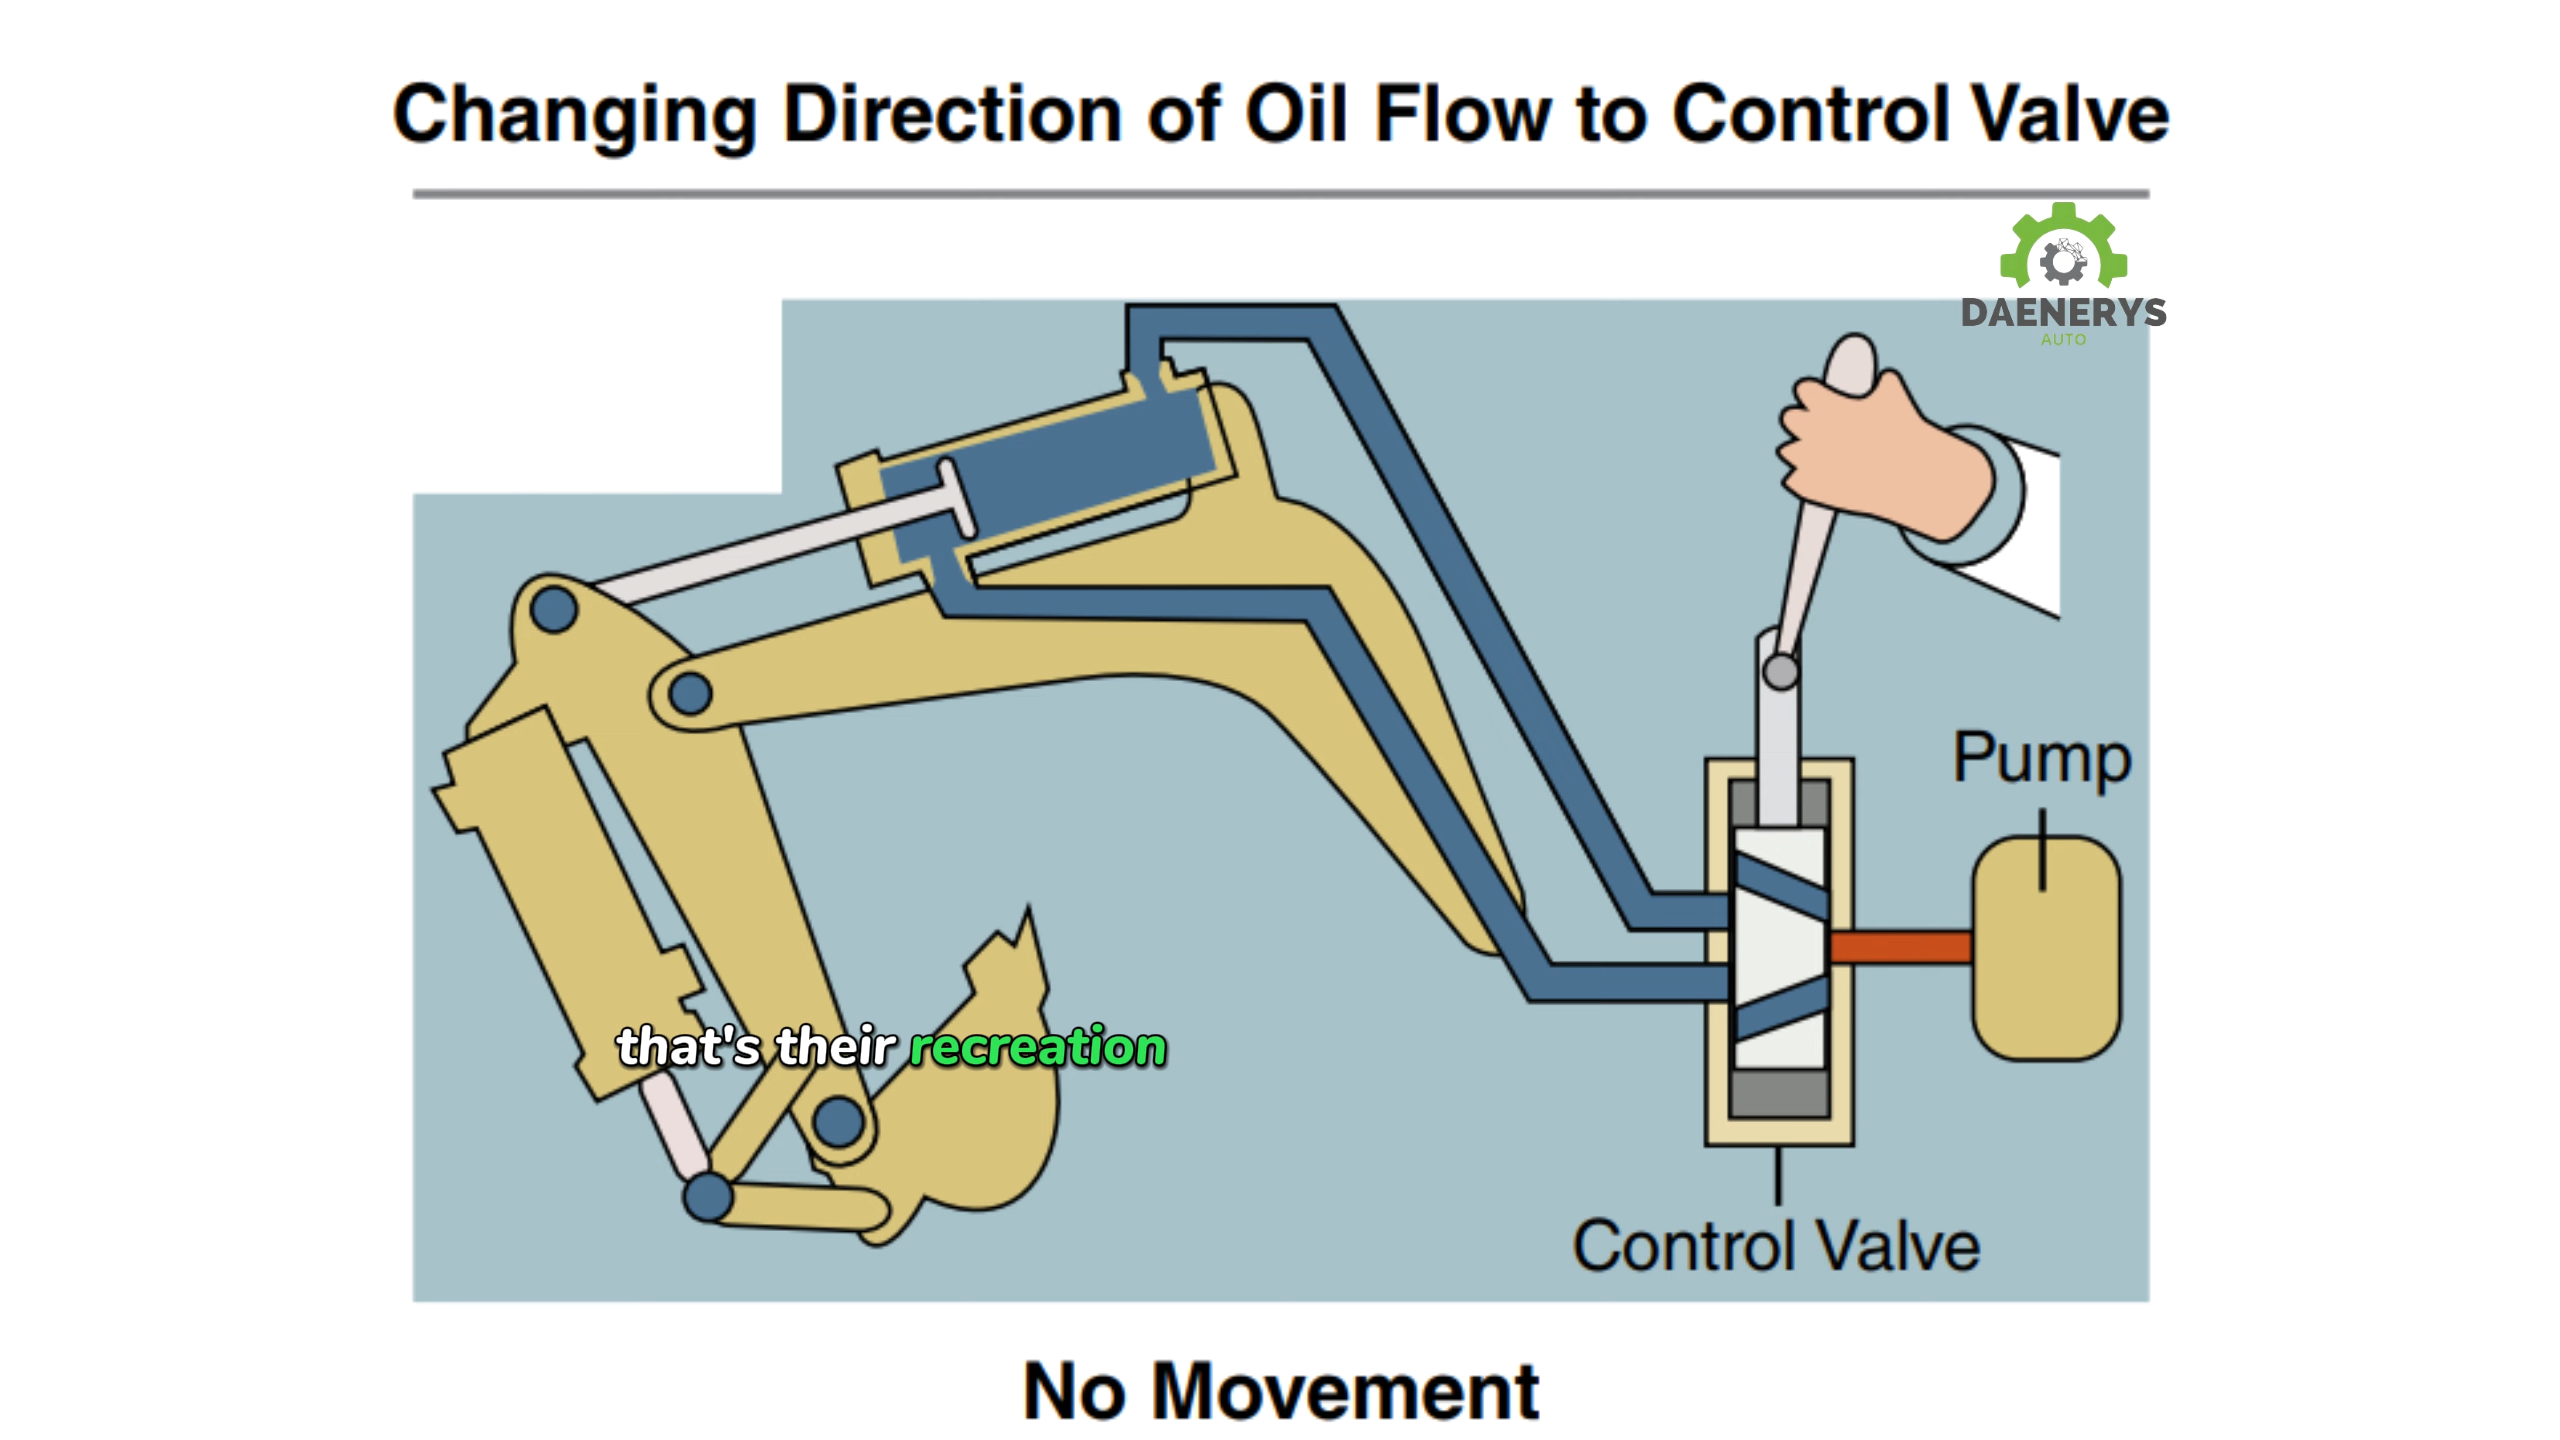 Changing Direction of Oil Flow to Control Valve
DAENERYS
AUTO
Pump
that's their recreation
Control Valve
No Movement